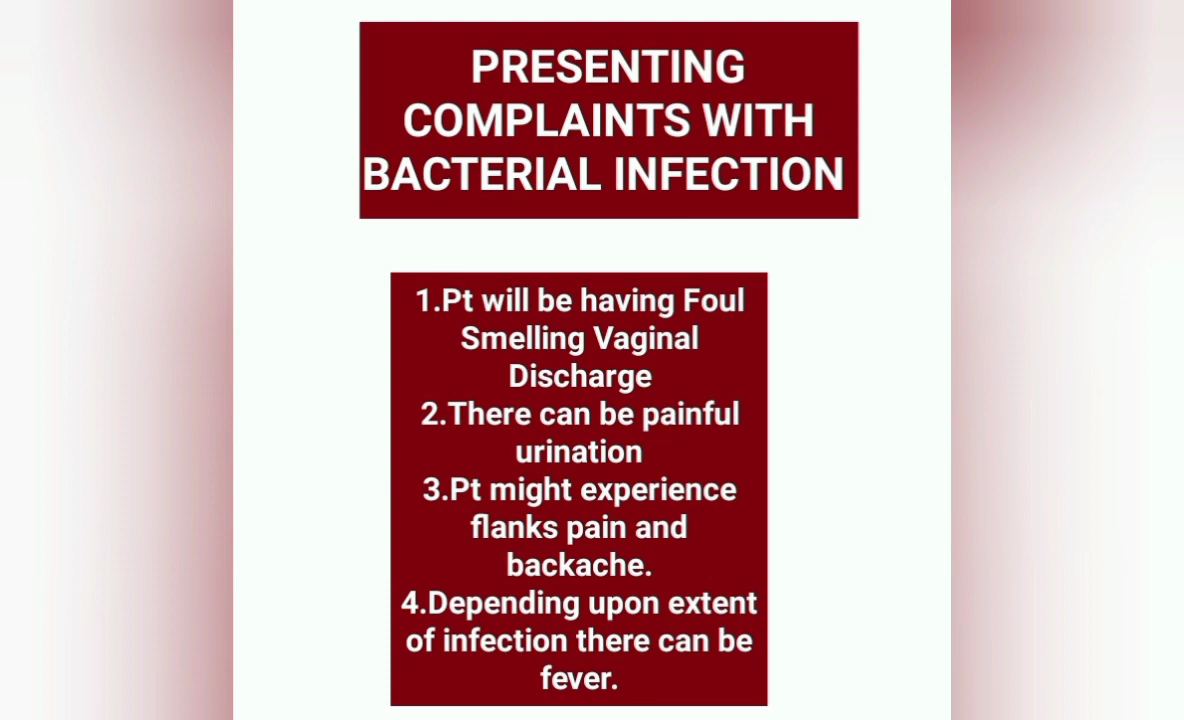 PRESENTING
COMPLAINTS WITH
BACTERIAL INFECTION
1.Pt will be having Foul
Smelling Vaginal
Discharge
2.There can be painful
urination
3.Pt might experience
flanks pain and
backache.
4.Depending upon extent
of infection there can be
fever.